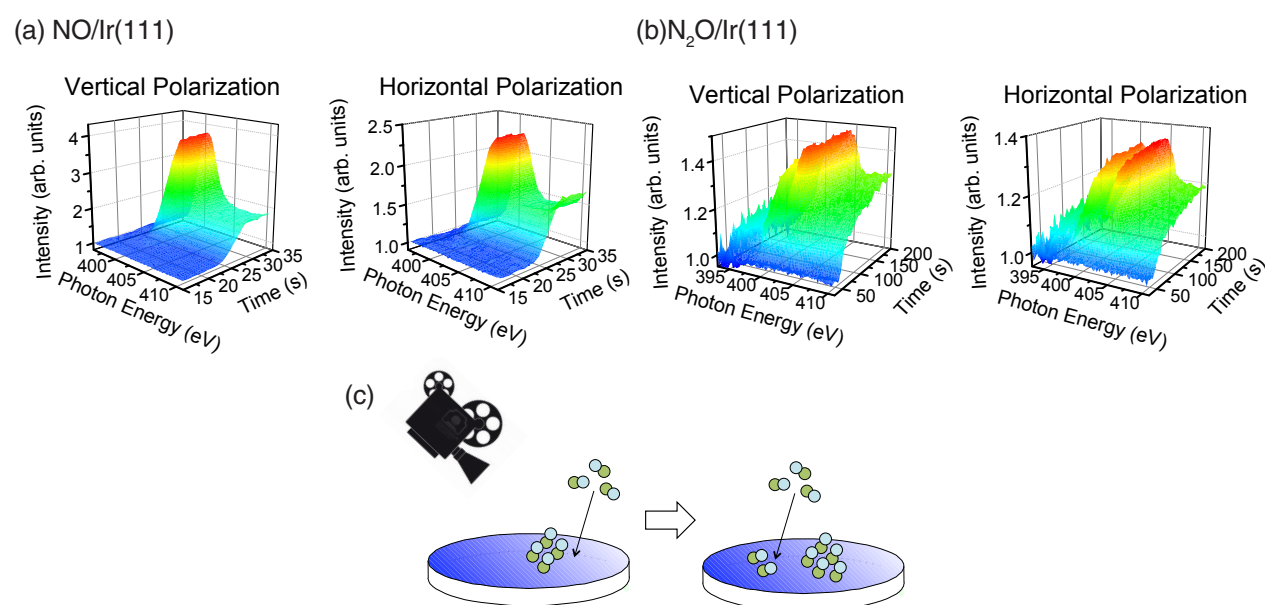 (a) NO/Ir(111)
(b)N₂O/Ir(111)
Vertical Polarization
Intensity (arb. units)
4
3
2
1
400
405
410
Photon Energy (eV)
15
20
25
30
35
Time (s)
Horizontal Polarization
Intensity (arb. units)
2.5
2.0
1.5
1.0
400
405
410
Photon Energy (eV)
15
20
25
30
35
Time (s)
Vertical Polarization
Intensity (arb. units)
1.4
1.2
1.0
395
400
405
410
Photon Energy (eV)
50
100
150
200
Time (s)
Horizontal Polarization
Intensity (arb. units)
1.4
1.2
1.0
395
400
405
410
Photon Energy (eV)
50
100
150
200
Time (s)
(c)